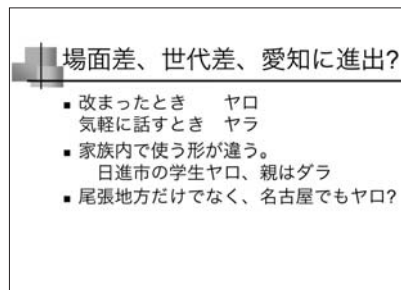 場面差、世代差、愛知に進出?
■ 改まったとき　　ヤロ
気軽に話すとき　ヤラ
■ 家族内で使う形が違う。
日進市の学生ヤロ、親はダラ
■ 尾張地方だけでなく、名古屋でもヤロ?